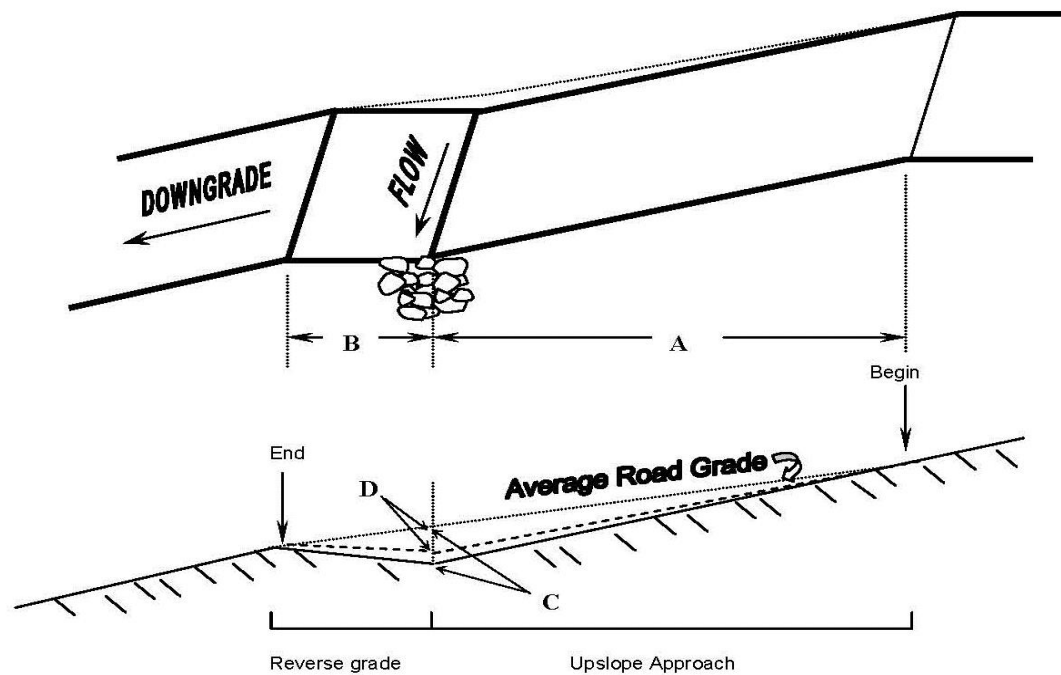 DOWNGRADE
FLOW
B
A
Begin
End
Average Road Grade
D
C
Reverse grade
Upslope Approach